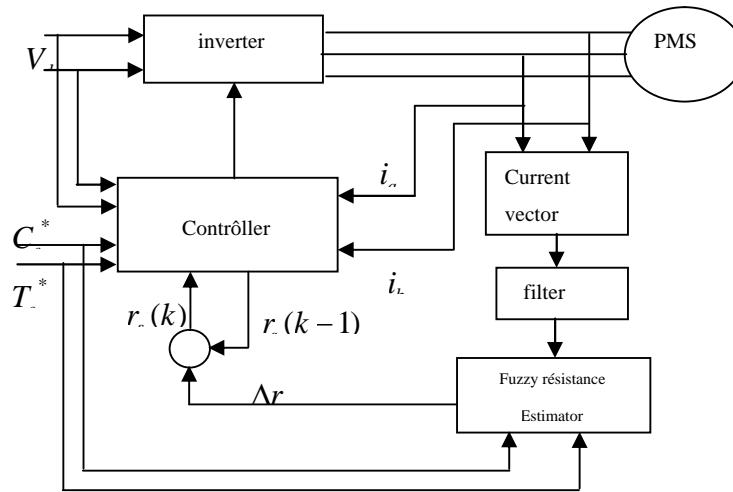 inverter
PMS
Contrôller
Current
vector
filter
Fuzzy résistance
Estimator
(k)
(k − 1)
Δr